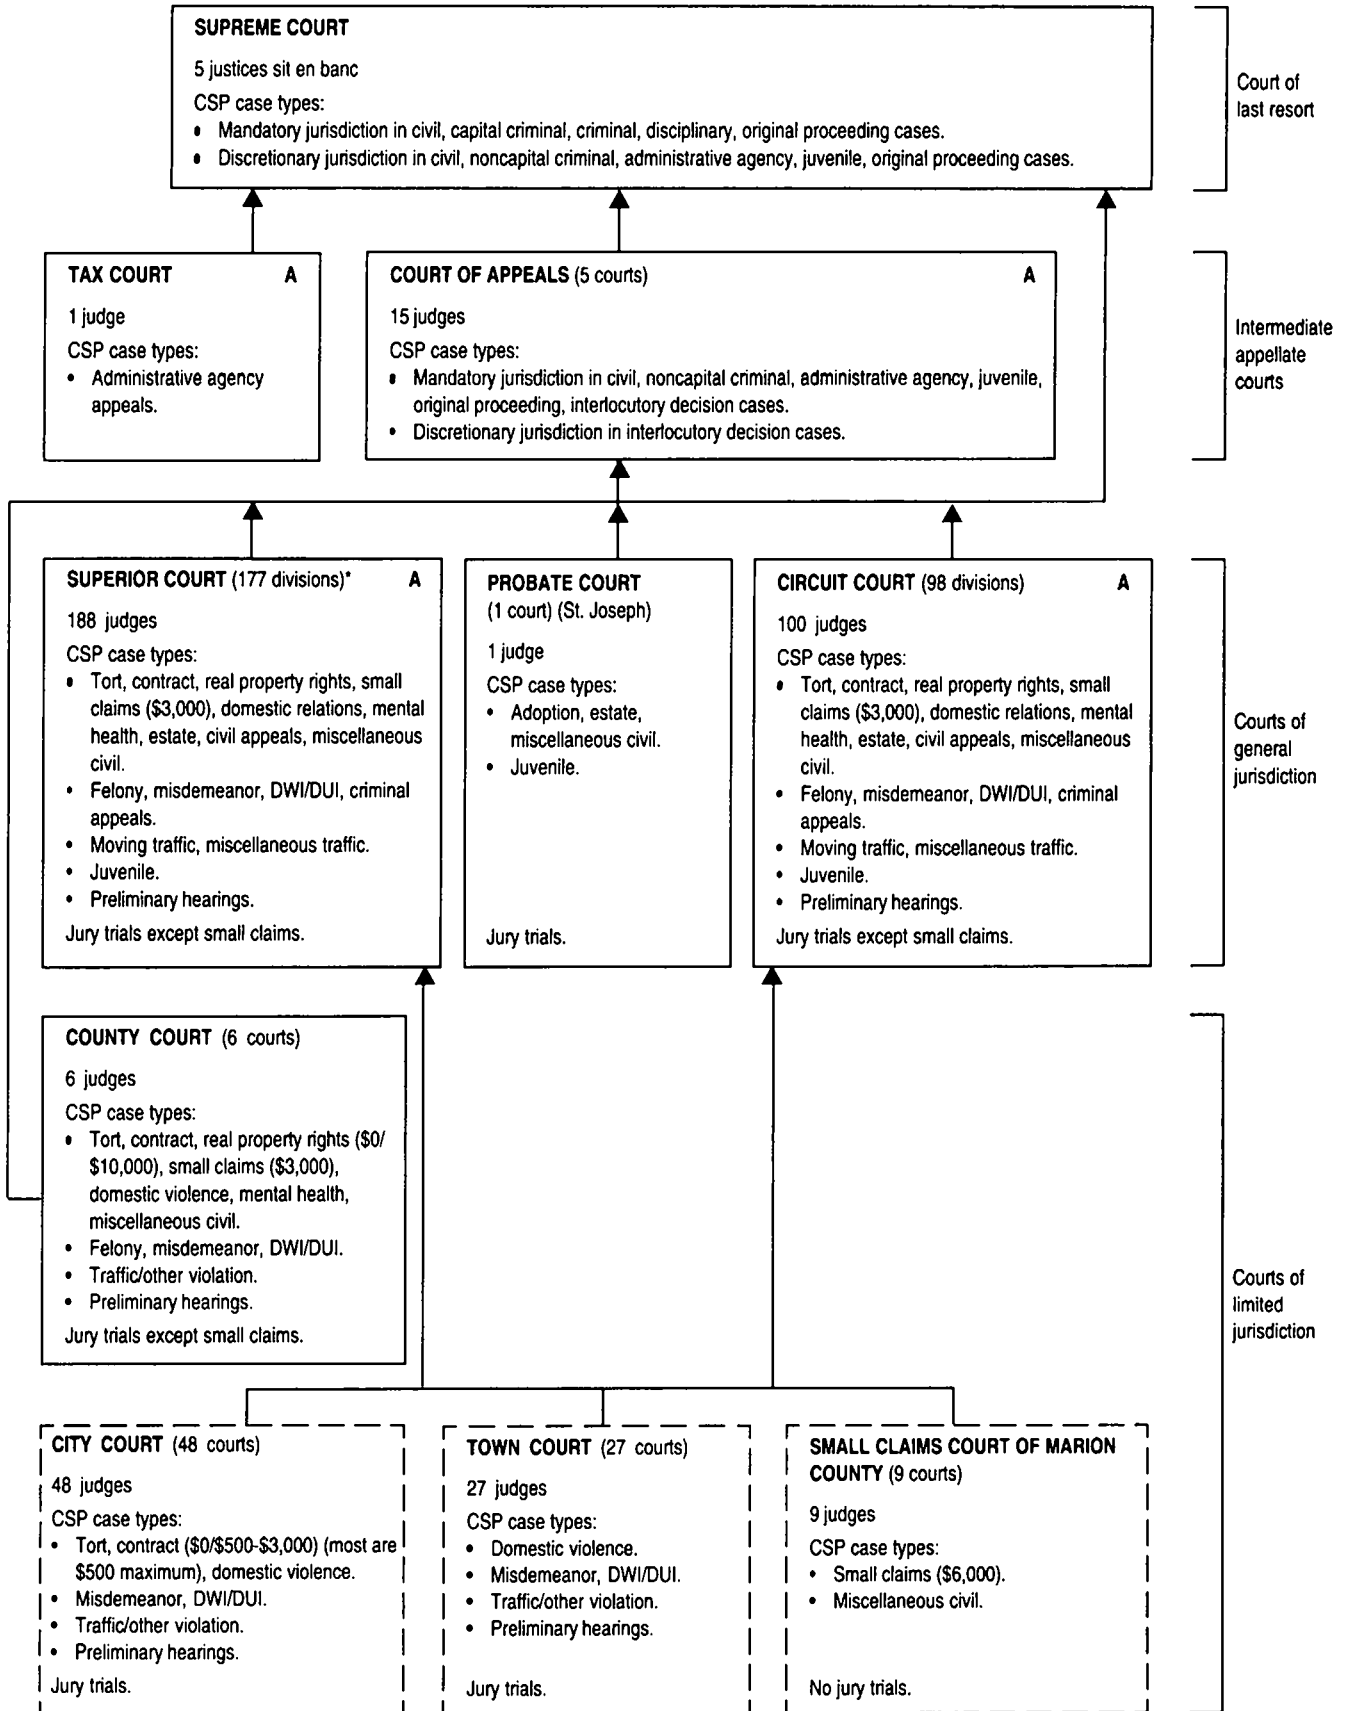 SUPREME COURT
5 justices sit en banc
CSP case types:
• Mandatory jurisdiction in civil, capital criminal, criminal, disciplinary, original proceeding cases.
• Discretionary jurisdiction in civil, noncapital criminal, administrative agency, juvenile, original proceeding cases.
Court of
last resort
TAX COURT A
1 judge
CSP case types:
• Administrative agency
appeals.
COURT OF APPEALS (5 courts) A
15 judges
CSP case types:
• Mandatory jurisdiction in civil, noncapital criminal, administrative agency, juvenile,
original proceeding, interlocutory decision cases.
• Discretionary jurisdiction in interlocutory decision cases.
Intermediate
appellate
courts
SUPERIOR COURT (177 divisions)* A
188 judges
CSP case types:
• Tort, contract, real property rights, small
claims ($3,000), domestic relations, mental
health, estate, civil appeals, miscellaneous
civil.
• Felony, misdemeanor, DWI/DUI, criminal
appeals.
• Moving traffic, miscellaneous traffic.
• Juvenile.
• Preliminary hearings.
Jury trials except small claims.
PROBATE COURT
(1 court) (St. Joseph)
1 judge
CSP case types:
• Adoption, estate,
miscellaneous civil.
• Juvenile.
Jury trials.
CIRCUIT COURT (98 divisions) A
100 judges
CSP case types:
• Tort, contract, real property rights, small
claims ($3,000), domestic relations, mental
health, estate, civil appeals, miscellaneous
civil.
• Felony, misdemeanor, DWI/DUI, criminal
appeals.
• Moving traffic, miscellaneous traffic.
• Juvenile.
• Preliminary hearings.
Jury trials except small claims.
Courts of
general
jurisdiction
COUNTY COURT (6 courts)
6 judges
CSP case types:
• Tort, contract, real property rights ($0/
$10,000), small claims ($3,000),
domestic violence, mental health,
miscellaneous civil.
• Felony, misdemeanor, DWI/DUI.
• Traffic/other violation.
• Preliminary hearings.
Jury trials except small claims.
Courts of
limited
jurisdiction
CITY COURT (48 courts)
48 judges
CSP case types:
• Tort, contract ($0/$500-$3,000) (most are
$500 maximum), domestic violence.
• Misdemeanor, DWI/DUI.
• Traffic/other violation.
• Preliminary hearings.
Jury trials.
TOWN COURT (27 courts)
27 judges
CSP case types:
• Domestic violence.
• Misdemeanor, DWI/DUI.
• Traffic/other violation.
• Preliminary hearings.
Jury trials.
SMALL CLAIMS COURT OF MARION
COUNTY (9 courts)
9 judges
CSP case types:
• Small claims ($6,000).
• Miscellaneous civil.
No jury trials.